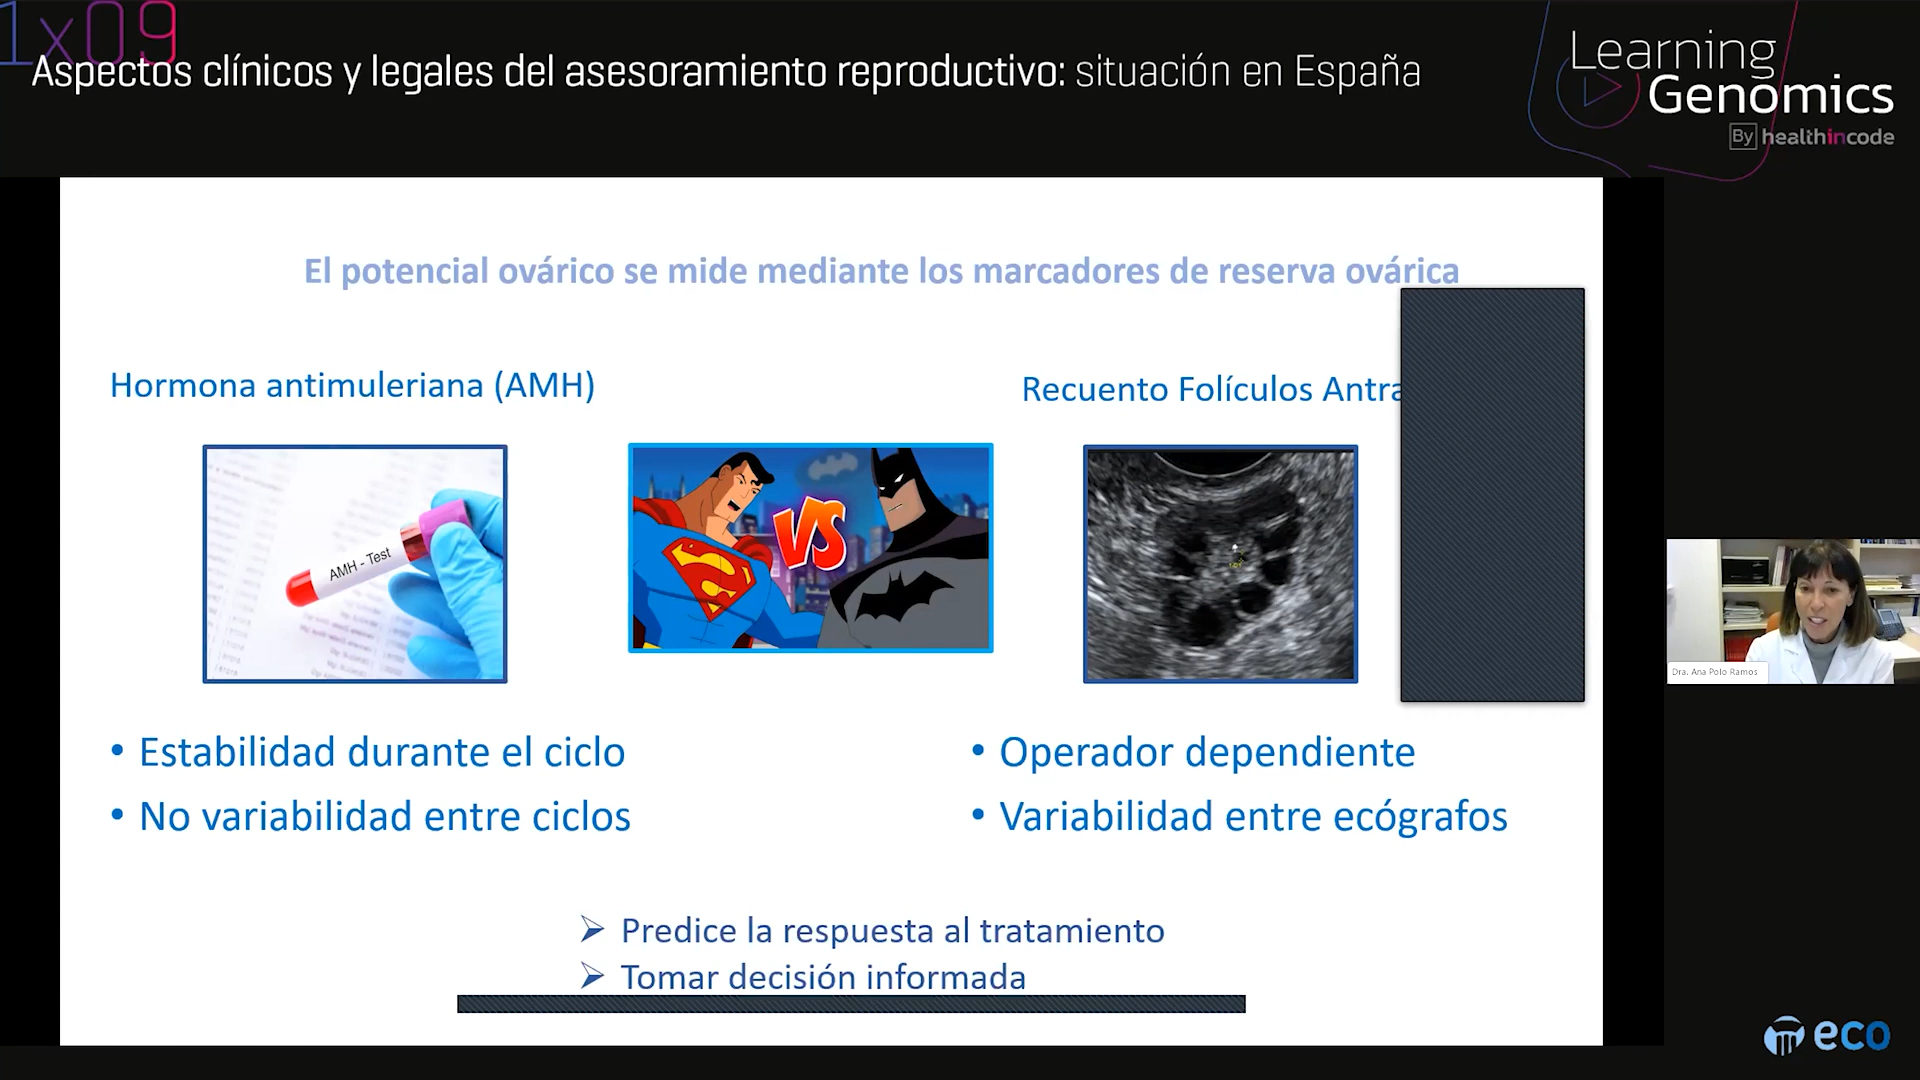 1x09
Aspectos clínicos y legales del asesoramiento reproductivo: situación en España
Learning
Genomics
By healthincode
El potencial ovárico se mide mediante los marcadores de reserva ovárica
Hormona antimuleriana (AMH)
Recuento Folículos Antra
AMH - Test
VS
• Estabilidad durante el ciclo
• No variabilidad entre ciclos
• Operador dependiente
• Variabilidad entre ecógrafos
➢ Predice la respuesta al tratamiento
➢ Tomar decisión informada
Dra. Ana Polo Ramos
eco